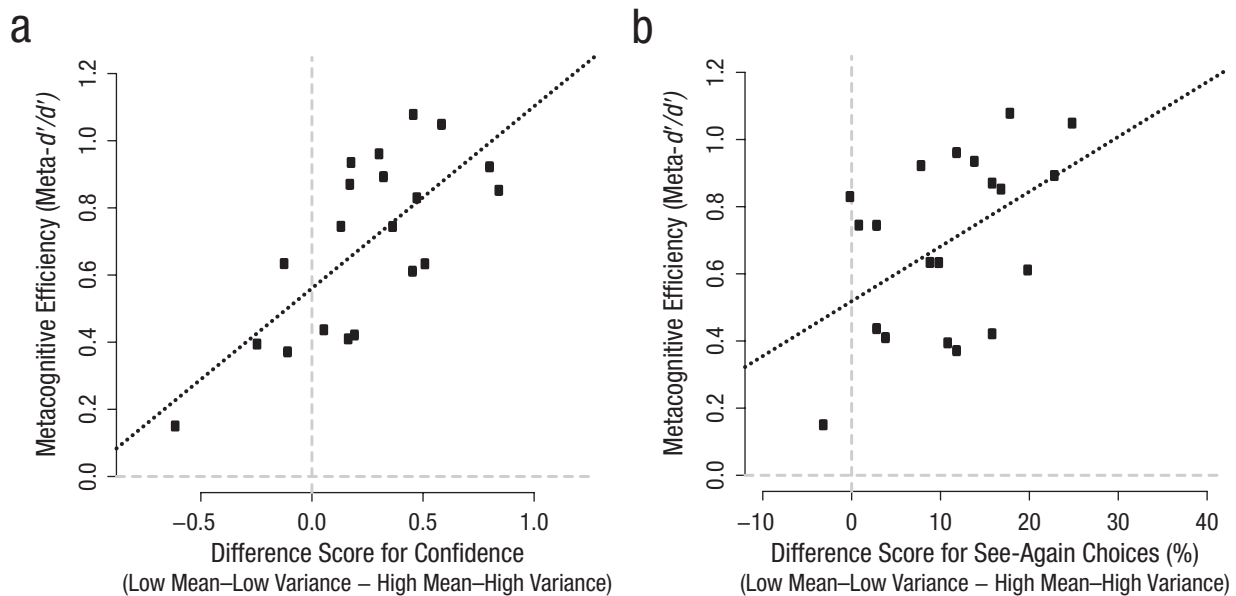 a
Metacognitive Efficiency (Meta-d′/d′)
1.2
1.0
0.8
0.6
0.4
0.2
0.0
−0.5 0.0 0.5 1.0
Difference Score for Confidence
(Low Mean–Low Variance − High Mean–High Variance)
b
Metacognitive Efficiency (Meta-d′/d′)
1.2
1.0
0.8
0.6
0.4
0.2
0.0
−10 0 10 20 30 40
Difference Score for See-Again Choices (%)
(Low Mean–Low Variance − High Mean–High Variance)